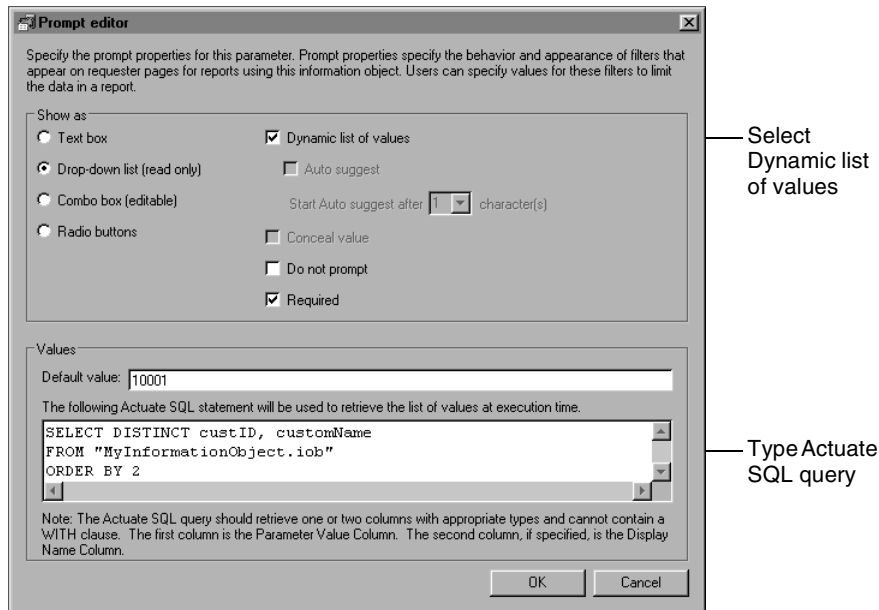 Prompt editor
Specify the prompt properties for this parameter. Prompt properties specify the behavior and appearance of filters that
appear on requester pages for reports using this information object. Users can specify values for these filters to limit
the data in a report.
Show as
Text box
Dynamic list of values
Drop-down list (read only)
Auto suggest
Combo box (editable)
Start Auto suggest after 1 character(s)
Radio buttons
Conceal value
Do not prompt
Required
Select
Dynamic list
of values
Values
Default value: 10001
The following Actuate SQL statement will be used to retrieve the list of values at execution time.
SELECT DISTINCT custID, customName
FROM "MyInformationObject.iob"
ORDER BY 2
Type Actuate
SQL query
Note: The Actuate SQL query should retrieve one or two columns with appropriate types and cannot contain a
WITH clause. The first column is the Parameter Value Column. The second column, if specified, is the Display
Name Column.
OK
Cancel